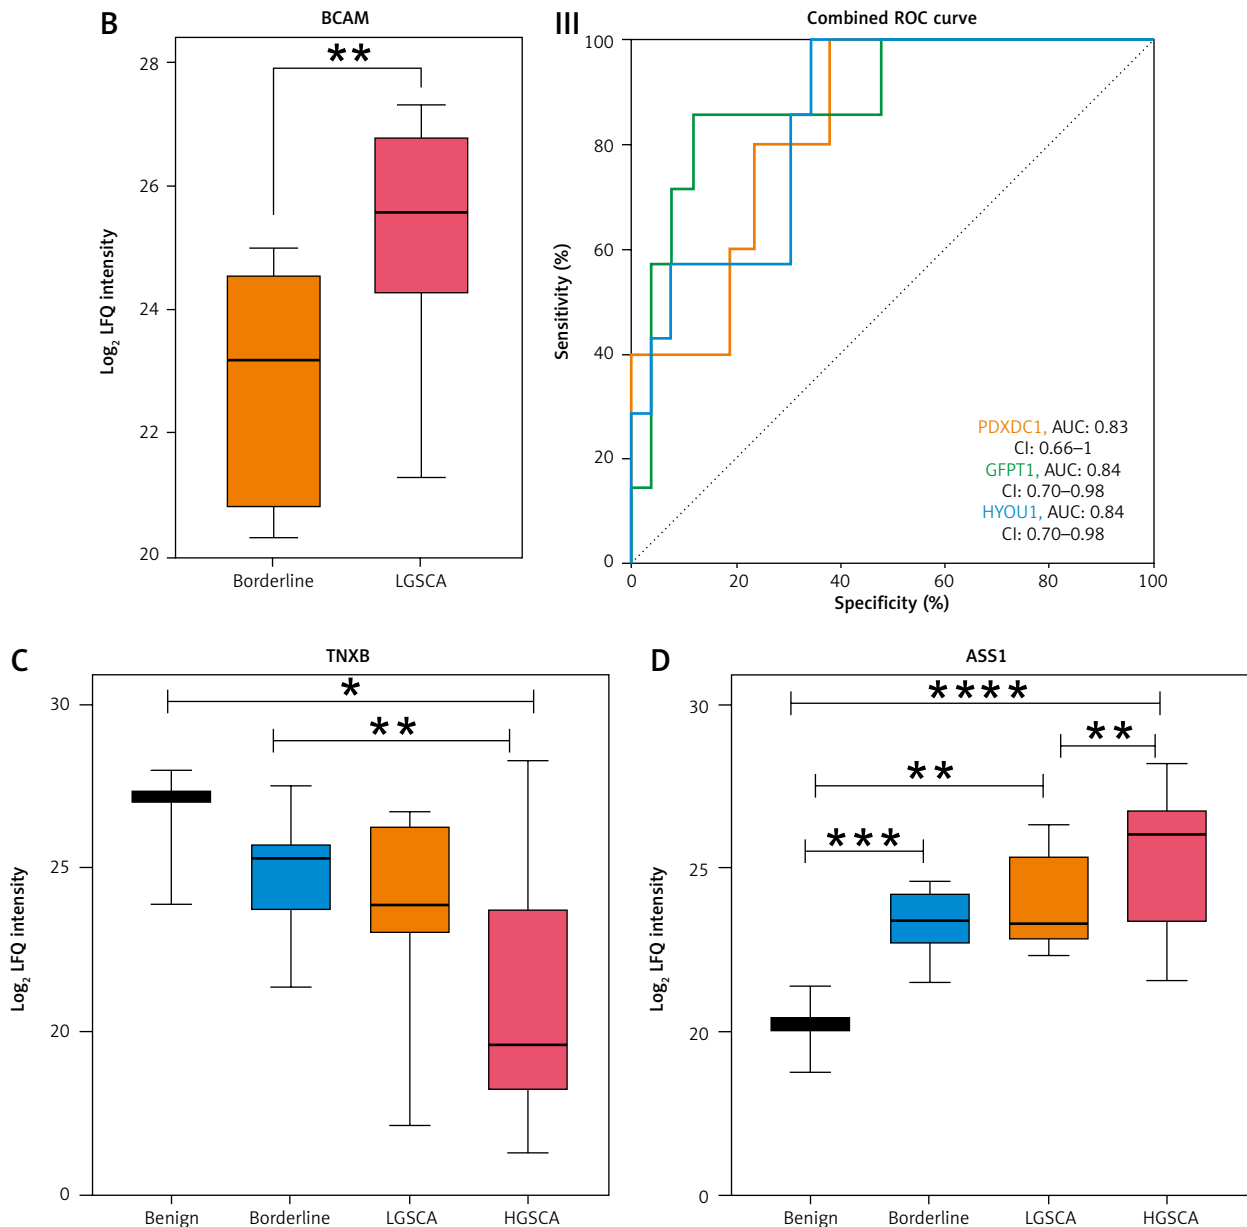 B
BCAM
**
28
26
24
22
20
Log2 LFQ intensity
Borderline
LGSCA
III
Combined ROC curve
100
80
60
40
20
0
Sensitivity (%)
PDXDC1, AUC: 0.83
CI: 0.66–1
GFPT1, AUC: 0.84
CI: 0.70–0.98
HYOU1, AUC: 0.84
CI: 0.70–0.98
0 20 40 60 80 100
Specificity (%)
C
TNXB
*
**
30
25
20
0
Log2 LFQ intensity
Benign
Borderline
LGSCA
HGSCA
D
ASS1
****
**
**
***
30
25
20
0
Log2 LFQ intensity
Benign
Borderline
LGSCA
HGSCA